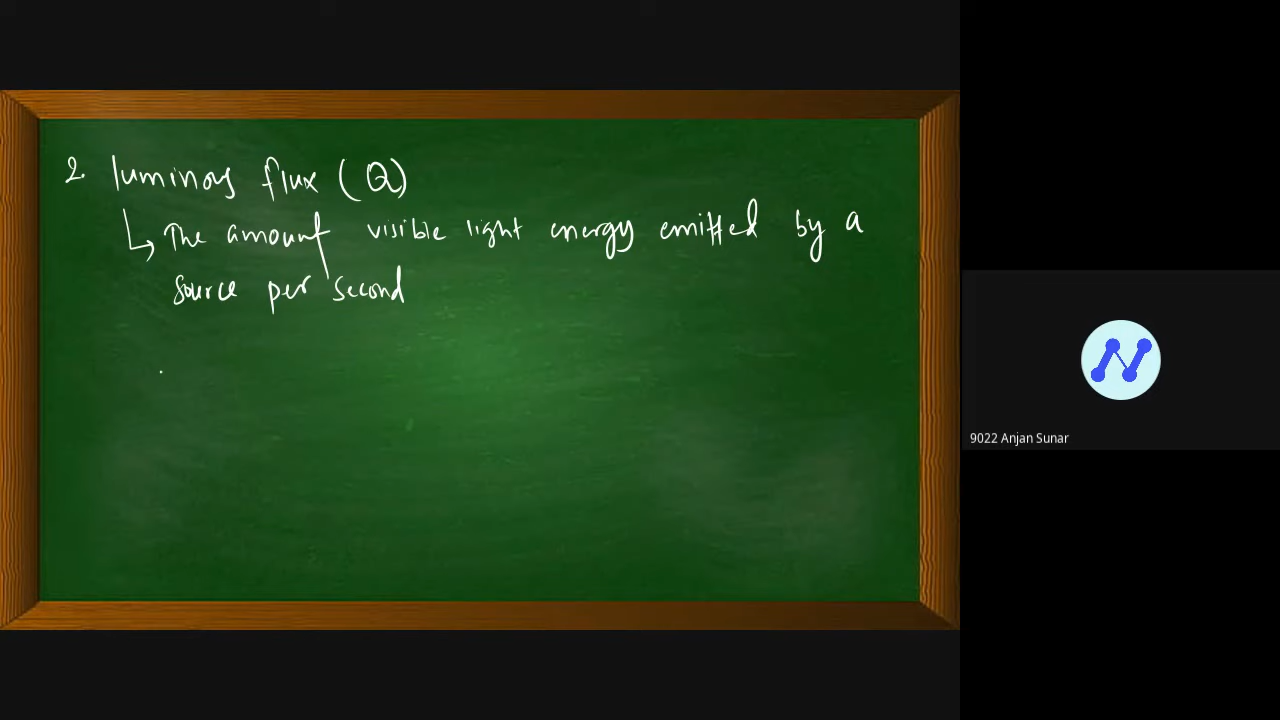 2. luminous flux (Q)
↳ The amount visible light energy emitted by a
source per second
9022 Anjan Sunar